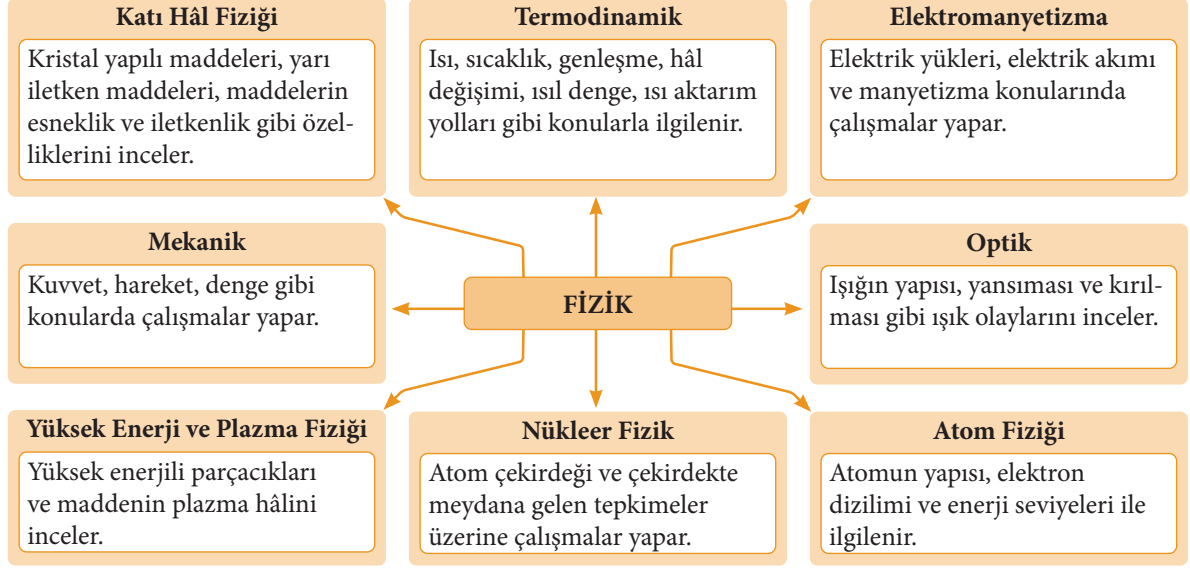 Katı Hâl Fiziği
Kristal yapılı maddeleri, yarı
iletken maddeleri, maddelerin
esneklik ve iletkenlik gibi özel-
liklerini inceler.
Termodinamik
Isı, sıcaklık, genleşme, hâl
değişimi, ısıl denge, ısı aktarım
yolları gibi konularla ilgilenir.
Elektromanyetizma
Elektrik yükleri, elektrik akımı
ve manyetizma konularında
çalışmalar yapar.
Mekanik
Kuvvet, hareket, denge gibi
konularda çalışmalar yapar.
FİZİK
Optik
Işığın yapısı, yansıması ve kırıl-
ması gibi ışık olaylarını inceler.
Yüksek Enerji ve Plazma Fiziği
Yüksek enerjili parçacıkları
ve maddenin plazma hâlini
inceler.
Nükleer Fizik
Atom çekirdeği ve çekirdekte
meydana gelen tepkimeler
üzerine çalışmalar yapar.
Atom Fiziği
Atomun yapısı, elektron
dizilimi ve enerji seviyeleri ile
ilgilenir.